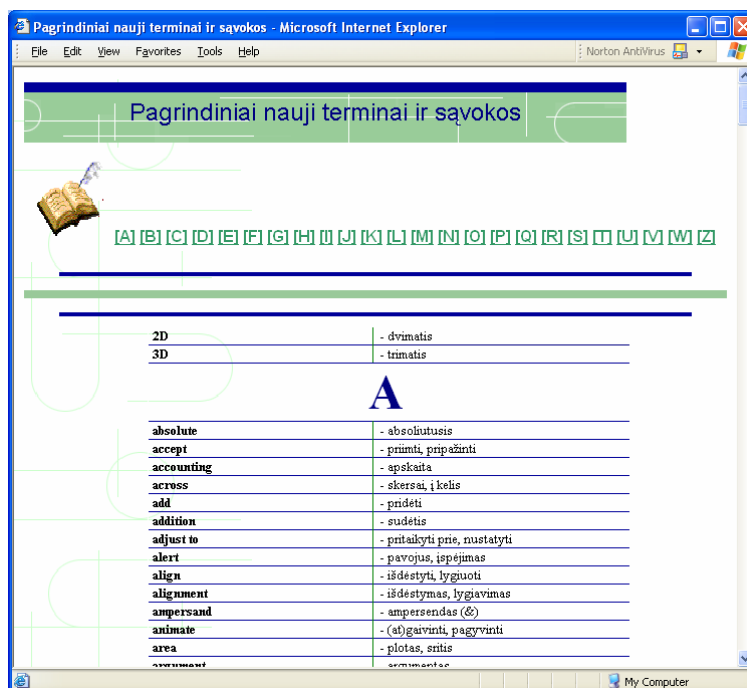 Pagrindiniai nauji terminai ir sąvokos - Microsoft Internet Explorer
File Edit View Favorites Tools Help Norton AntiVirus
Pagrindiniai nauji terminai ir sąvokos
[A] [B] [C] [D] [E] [F] [G] [H] [I] [J] [K] [L] [M] [N] [O] [P] [Q] [R] [S] [T] [U] [V] [W] [Z]
2D - dvimatis
3D - trimatis
A
absolute - absoliutusis
accept - priimti, pripažinti
accounting - apskaita
across - skersai, į kelis
add - pridėti
addition - sudėtis
adjust to - pritaikyti prie, nustatyti
alert - pavojus, įspėjimas
align - išdėstyti, lygiuoti
alignment - išdėstymas, lygiavimas
ampersand - ampersendas (&)
animate - (at)gaivinti, pagyvinti
area - plotas, sritis
argument - argumentas
My Computer